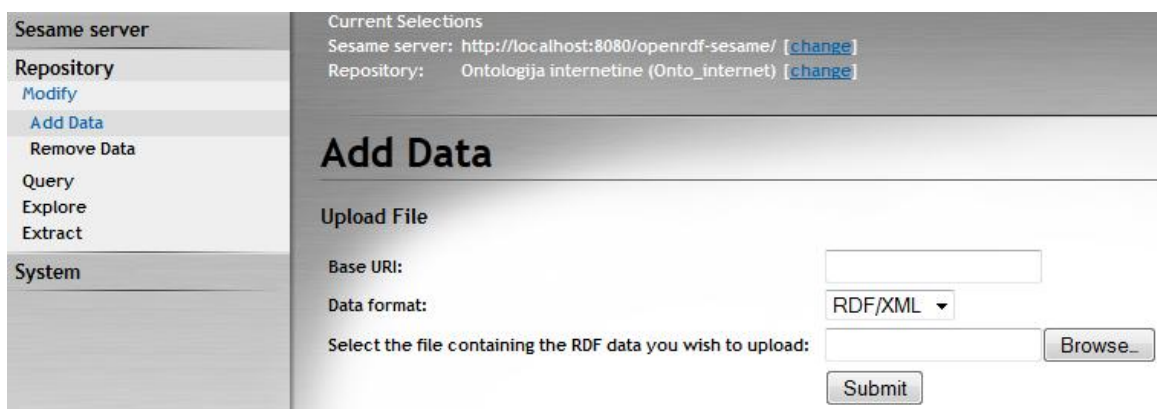 Sesame server
Repository
Modify
Add Data
Remove Data
Query
Explore
Extract
System
Current Selections
Sesame server: http://localhost:8080/openrdf-sesame/ [change]
Repository: Ontologija internetine (Onto_internet) [change]
Add Data
Upload File
Base URI:
Data format: RDF/XML
Select the file containing the RDF data you wish to upload: Browse...
Submit